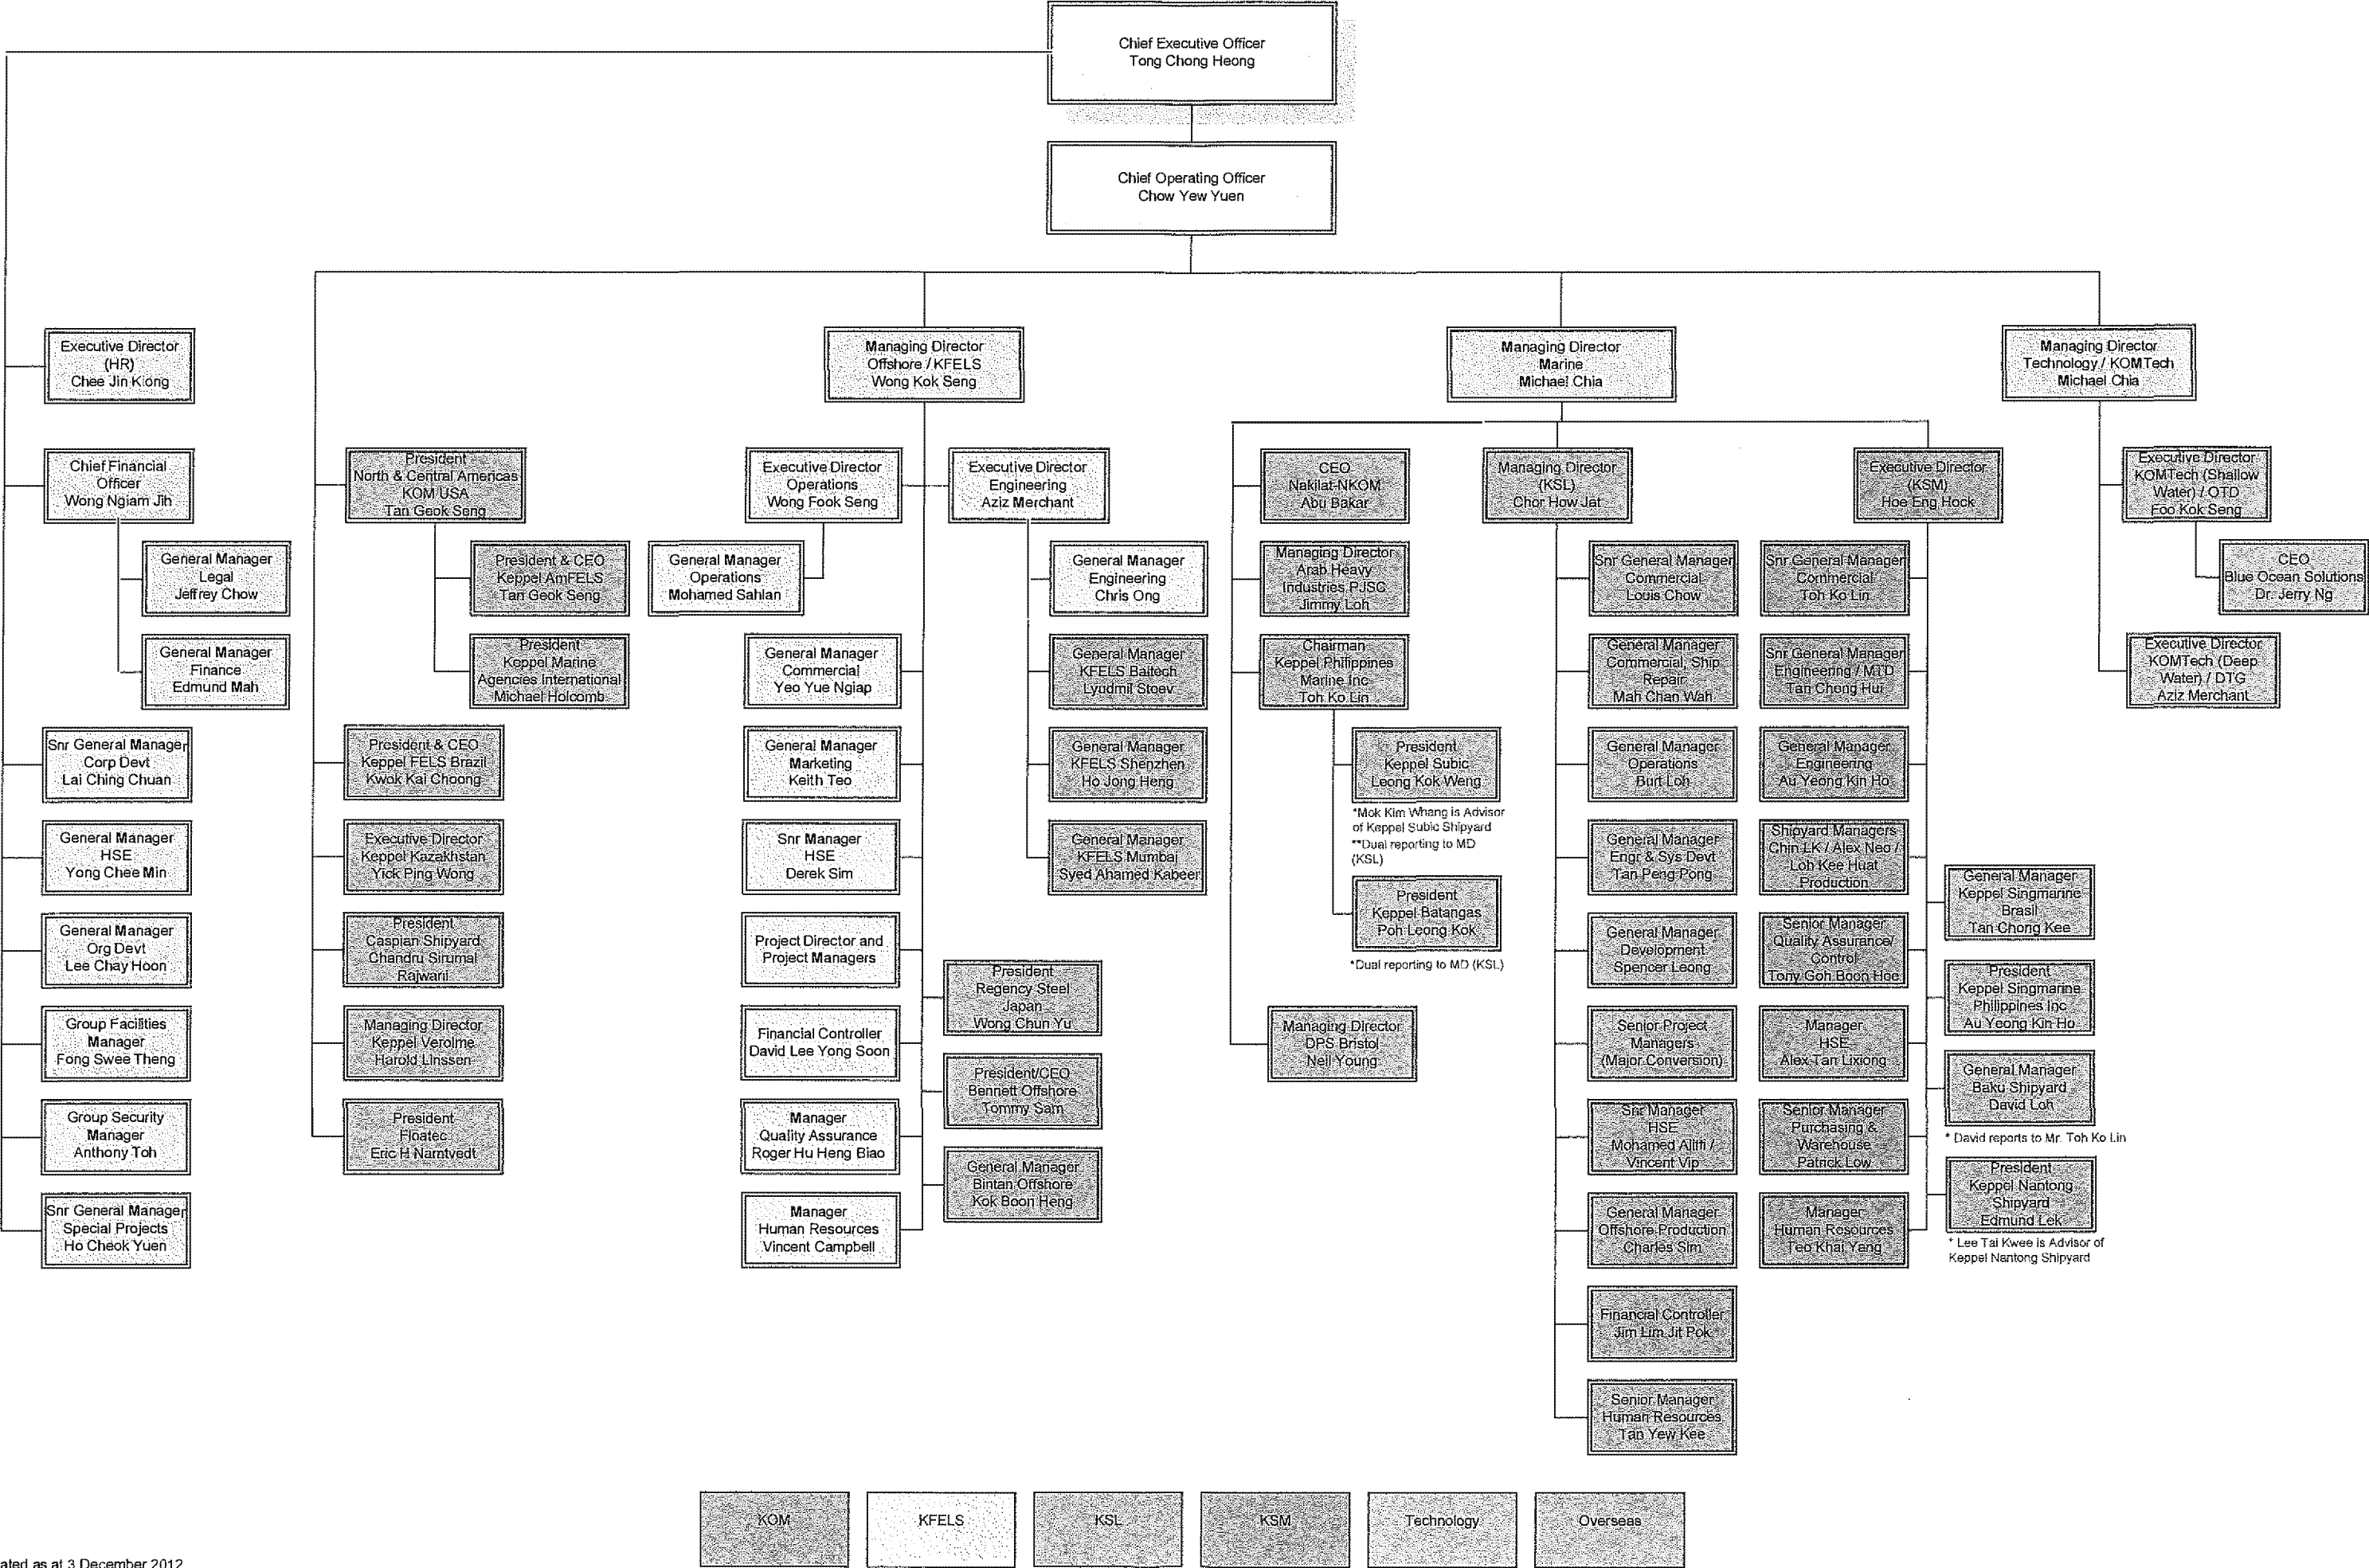 Chief Executive Officer
Tong Chong Heong
Chief Operating Officer
Chow Yew Yuen
Executive Director
(HR)
Chee Jin Kiong
Chief Financial
Officer
Wong Ngiam Jih
General Manager
Legal
Jeffrey Chow
General Manager
Finance
Edmund Mah
Snr General Manager
Corp Devt
Lai Ching Chuan
General Manager
HSE
Yong Chee Min
General Manager
Org Devt
Lee Chay Hoon
Group Facilities
Manager
Fong Swee Theng
Group Security
Manager
Anthony Toh
Snr General Manager
Special Projects
Ho Cheok Yuen
President
North & Central Americas
KOM USA
Tan Geok Seng
President & CEO
Keppel AmFELS
Tan Geok Seng
President
Keppel Marine
Agencies International
Michael Holcomb
President & CEO
Keppel FELS Brazil
Kwok Kai Choong
Executive Director
Keppel Kazakhstan
Yick Ping Wong
President
Caspian Shipyard
Chandru Sirumal
Rajwani
Managing Director
Keppel Verolme
Harold Linssen
President
Floatec
Eric H Namtvedt
Managing Director
Offshore / KFELS
Wong Kok Seng
Executive Director
Operations
Wong Fook Seng
General Manager
Operations
Mohamed Sahlan
General Manager
Commercial
Yeo Yue Ngiap
General Manager
Marketing
Keith Teo
Snr Manager
HSE
Derek Sim
Project Director and
Project Managers
Financial Controller
David Lee Yong Soon
Manager
Quality Assurance
Roger Hu Heng Biao
Manager
Human Resources
Vincent Campbell
Executive Director
Engineering
Aziz Merchant
General Manager
Engineering
Chris Ong
General Manager
KFELS Baltech
Lyudmil Stoev
General Manager
KFELS Shenzhen
Ho Jong Heng
General Manager
KFELS Mumbai
Syed Ahamed Kabeer
President
Regency Steel
Japan
Wong Chun Yu
President/CEO
Bennett Offshore
Tommy Sam
General Manager
Bintan Offshore
Kok Boon Heng
Managing Director
Marine
Michael Chia
CEO
Nakilat-NKOM
Abu Bakar
Managing Director
Arab Heavy
Industries PJSC
Jimmy Loh
Chairman
Keppel Philippines
Marine Inc
Toh Ko Lin
President
Keppel Subic
Leong Kok Weng
*Mok Kim Whang is Advisor
of Keppel Subic Shipyard
**Dual reporting to MD
(KSL)
President
Keppel Batangas
Poh Leong Kok
*Dual reporting to MD (KSL)
Managing Director
DPS Bristol
Neil Young
Managing Director
(KSL)
Chor How Jat
Snr General Manager
Commercial
Louis Chow
General Manager
Commercial, Ship
Repair
Mah Chan Wah
General Manager
Operations
Burt Loh
General Manager
Engr & Sys Devt
Tan Peng Pong
General Manager
Development
Spencer Leong
Senior Project
Managers
(Major Conversion)
Snr Manager
HSE
Mohamed Aliffi /
Vincent Yip
General Manager
Offshore Production
Charles Sim
Financial Controller
Jim Lim Jit Pok
Senior Manager
Human Resources
Tan Yew Kee
Executive Director
(KSM)
Hoe Eng Hock
Snr General Manager
Commercial
Toh Ko Lin
Snr General Manager
Engineering / MTD
Tan Cheng Hui
General Manager
Engineering
Au Yeong Kin Ho
Shipyard Managers
Chin LK / Alex Neo /
Loh Kee Huat
Production
Senior Manager
Quality Assurance/
Control
Tony Goh Boon Hoe
Manager
HSE
Alex Tan Lixiong
Senior Manager
Purchasing &
Warehouse
Patrick Low
Manager
Human Resources
Teo Khai Yang
General Manager
Keppel Singmarine
Brasil
Tan Chong Kee
President
Keppel Singmarine
Philippines Inc
Au Yeong Kin Ho
General Manager
Baku Shipyard
David Loh
* David reports to Mr. Toh Ko Lin
President
Keppel Nantong
Shipyard
Edmund Lek
* Lee Tai Kwee is Advisor of
Keppel Nantong Shipyard
Managing Director
Technology / KOMTech
Michael Chia
Executive Director
KOMTech (Shallow
Water) / OTD
Foo Kok Seng
CEO
Blue Ocean Solutions
Dr. Jerry Ng
Executive Director
KOMTech (Deep
Water) / DTG
Aziz Merchant
KOM
KFELS
KSL
KSM
Technology
Overseas
ated as at 3 December 2012